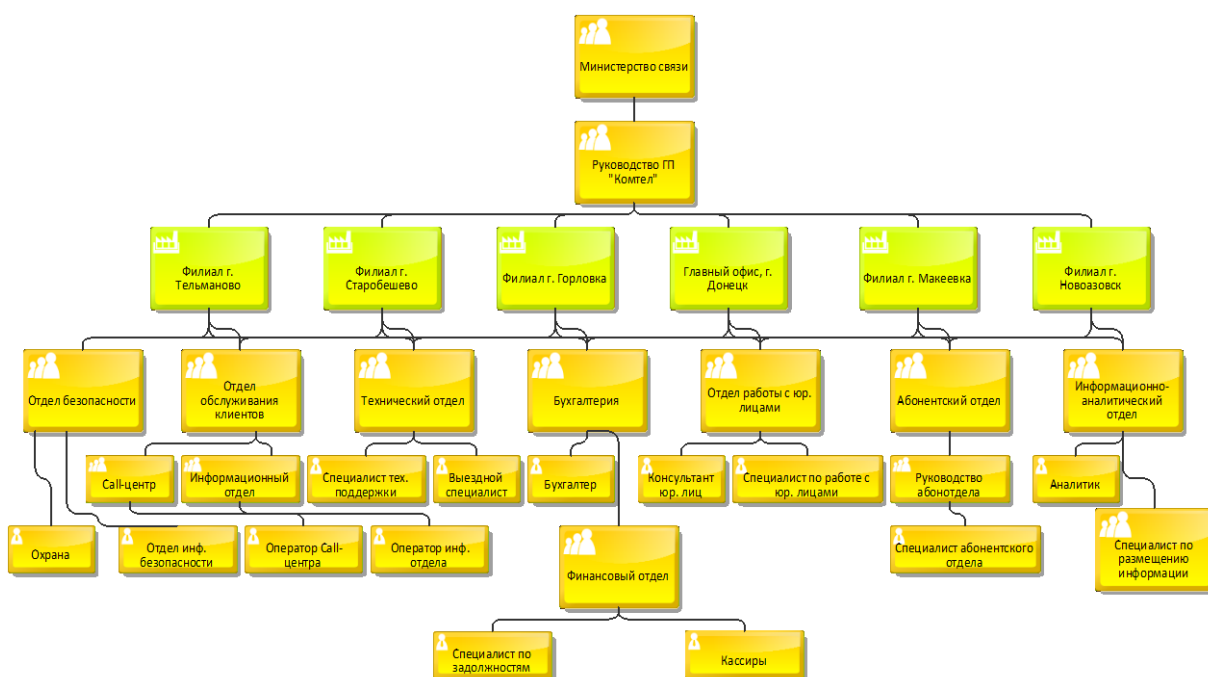 Министерство связи
Руководство ГП
"Комтел"
Филиал г.
Тельманово
Филиал г.
Старобешево
Филиал г. Горловка
Главный офис, г.
Донецк
Филиал г. Макеевка
Филиал г.
Новоазовск
Отдел безопасности
Отдел
обслуживания
клиентов
Технический отдел
Бухгалтерия
Отдел работы с юр.
лицами
Абонентский отдел
Информационно-
аналитический
отдел
Call-центр
Информационный
отдел
Специалист тех.
поддержки
Выездной
специалист
Бухгалтер
Консультант
юр. лиц
Специалист по работе с
юр. лицами
Руководство
абонотдела
Аналитик
Охрана
Отдел инф.
безопасности
Оператор Call-
центра
Оператор инф.
отдела
Финансовый отдел
Специалист абонентского
отдела
Специалист по
размещению
информации
Специалист по
задолжностям
Кассиры